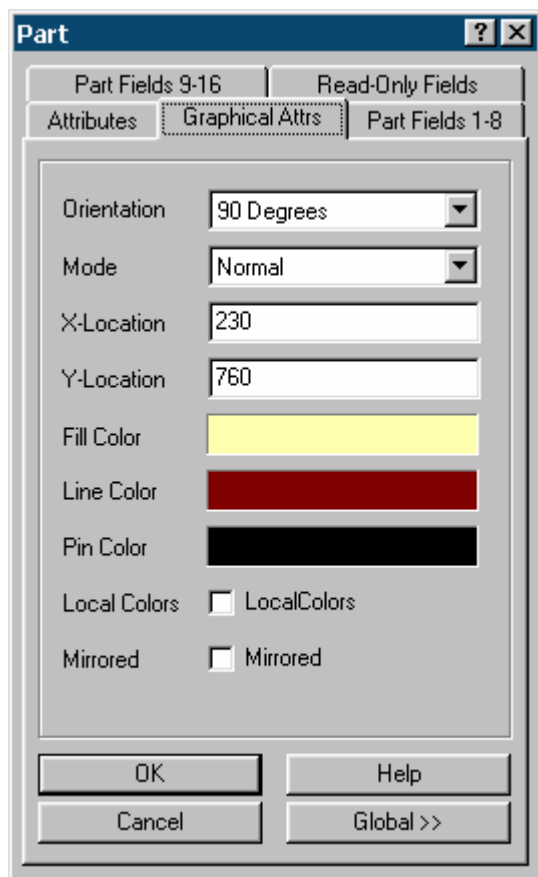 Part
Part Fields 9-16 Read-Only Fields
Attributes Graphical Attrs Part Fields 1-8
Orientation 90 Degrees
Mode Normal
X-Location 230
Y-Location 760
Fill Color
Line Color
Pin Color
Local Colors LocalColors
Mirrored Mirrored
OK Help
Cancel Global >>